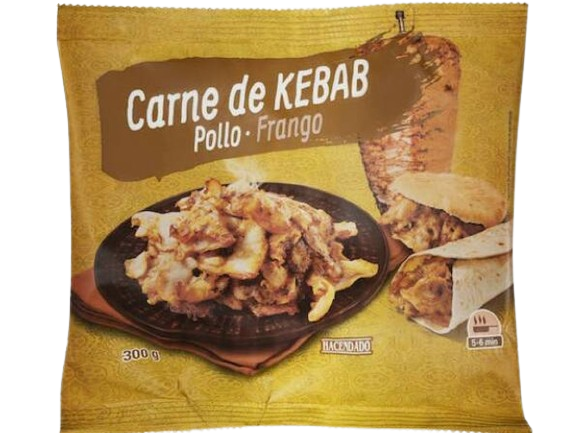 Carne de KEBAB
Pollo · Frango
300 g
HACENDADO
5-6 min